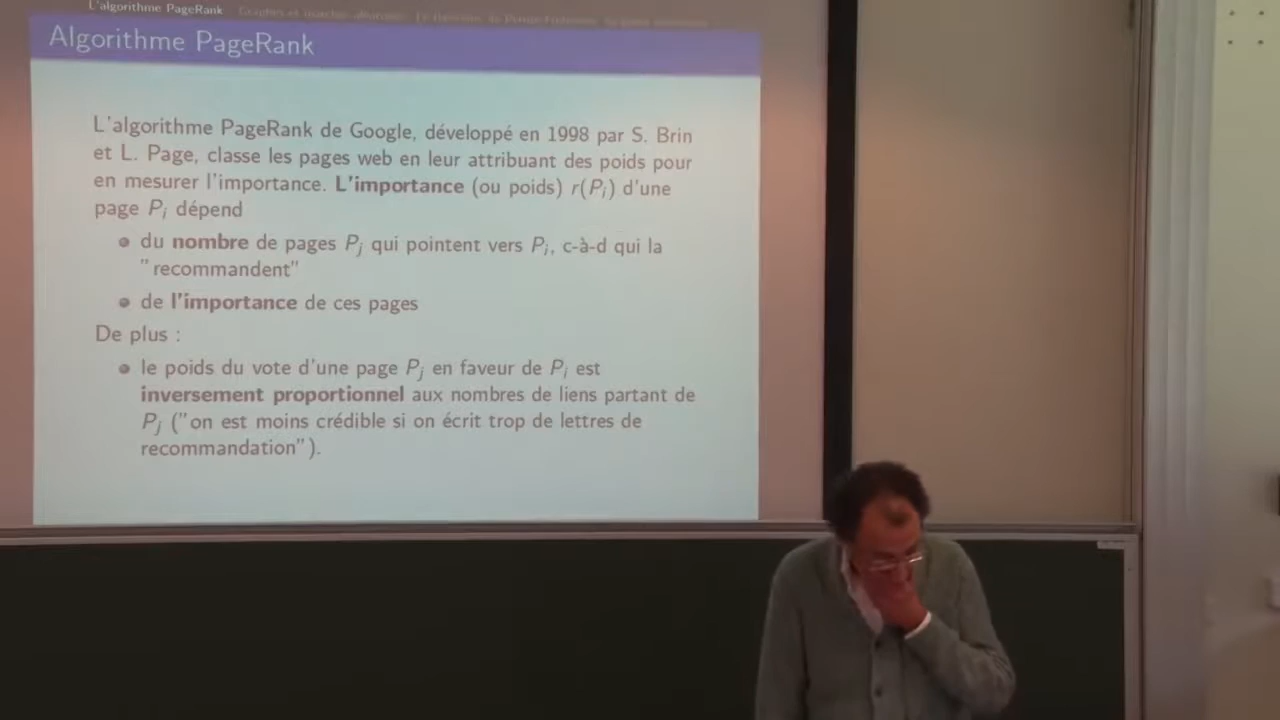 L'algorithme PageRank
Algorithme PageRank
L'algorithme PageRank de Google, développé en 1998 par S. Brin
et L. Page, classe les pages web en leur attribuant des poids pour
en mesurer l'importance. L'importance (ou poids) r(Pi) d'une
page Pi dépend
du nombre de pages Pj qui pointent vers Pi, c-à-d qui la
"recommandent"
de l'importance de ces pages
De plus :
le poids du vote d'une page Pj en faveur de Pi est
inversement proportionnel aux nombres de liens partant de
Pj ("on est moins crédible si on écrit trop de lettres de
recommandation").